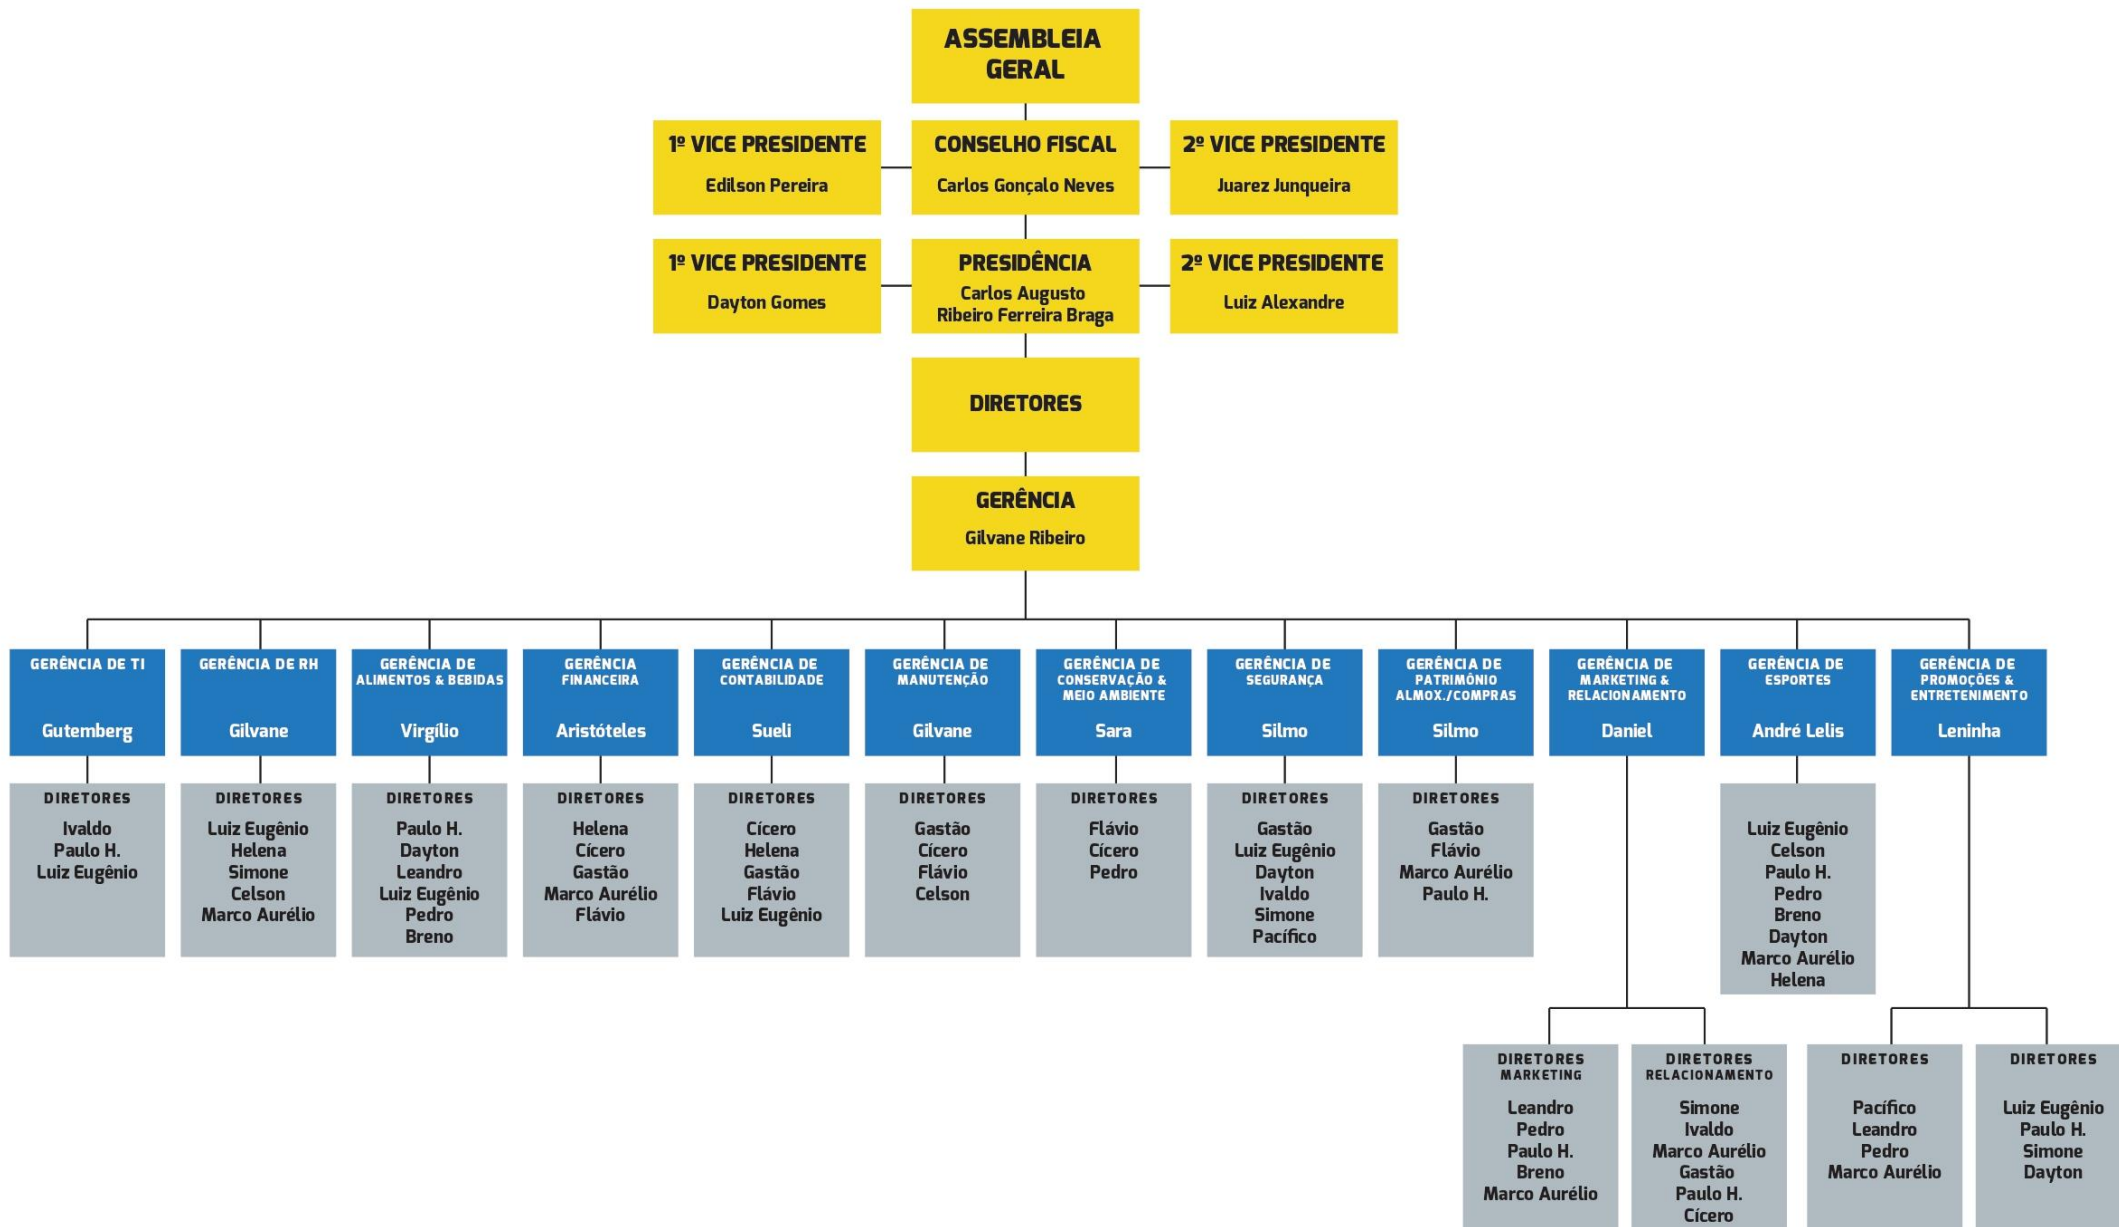 ASSEMBLEIA
GERAL
1º VICE PRESIDENTE
Edilson Pereira
CONSELHO FISCAL
Carlos Gonçalo Neves
2º VICE PRESIDENTE
Juarez Junqueira
1º VICE PRESIDENTE
Dayton Gomes
PRESIDÊNCIA
Carlos Augusto
Ribeiro Ferreira Braga
2º VICE PRESIDENTE
Luiz Alexandre
DIRETORES
GERÊNCIA
Gilvane Ribeiro
GERÊNCIA DE TI
Gutemberg
GERÊNCIA DE RH
Gilvane
GERÊNCIA DE
ALIMENTOS & BEBIDAS
Virgílio
GERÊNCIA
FINANCEIRA
Aristóteles
GERÊNCIA DE
CONTABILIDADE
Sueli
GERÊNCIA DE
MANUTENÇÃO
Gilvane
GERÊNCIA DE
CONSERVAÇÃO &
MEIO AMBIENTE
Sara
GERÊNCIA DE
SEGURANÇA
Silmo
GERÊNCIA DE
PATRIMÔNIO
ALMOX./COMPRAS
Silmo
GERÊNCIA DE
MARKETING &
RELACIONAMENTO
Daniel
GERÊNCIA DE
ESPORTES
André Lelis
GERÊNCIA DE
PROMOÇÕES &
ENTRETENIMENTO
Leninha
DIRETORES
Ivaldo
Paulo H.
Luiz Eugênio
DIRETORES
Luiz Eugênio
Helena
Simone
Celson
Marco Aurélio
DIRETORES
Paulo H.
Dayton
Leandro
Luiz Eugênio
Pedro
Breno
DIRETORES
Helena
Cícero
Gastão
Marco Aurélio
Flávio
DIRETORES
Cícero
Helena
Gastão
Flávio
Luiz Eugênio
DIRETORES
Gastão
Cícero
Flávio
Celson
DIRETORES
Flávio
Cícero
Pedro
DIRETORES
Gastão
Luiz Eugênio
Dayton
Ivaldo
Simone
Pacífico
DIRETORES
Gastão
Flávio
Marco Aurélio
Paulo H.
Luiz Eugênio
Celson
Paulo H.
Pedro
Breno
Dayton
Marco Aurélio
Helena
DIRETORES
MARKETING
Leandro
Pedro
Paulo H.
Breno
Marco Aurélio
DIRETORES
RELACIONAMENTO
Simone
Ivaldo
Marco Aurélio
Gastão
Paulo H.
Cícero
DIRETORES
Pacífico
Leandro
Pedro
Marco Aurélio
DIRETORES
Luiz Eugênio
Paulo H.
Simone
Dayton